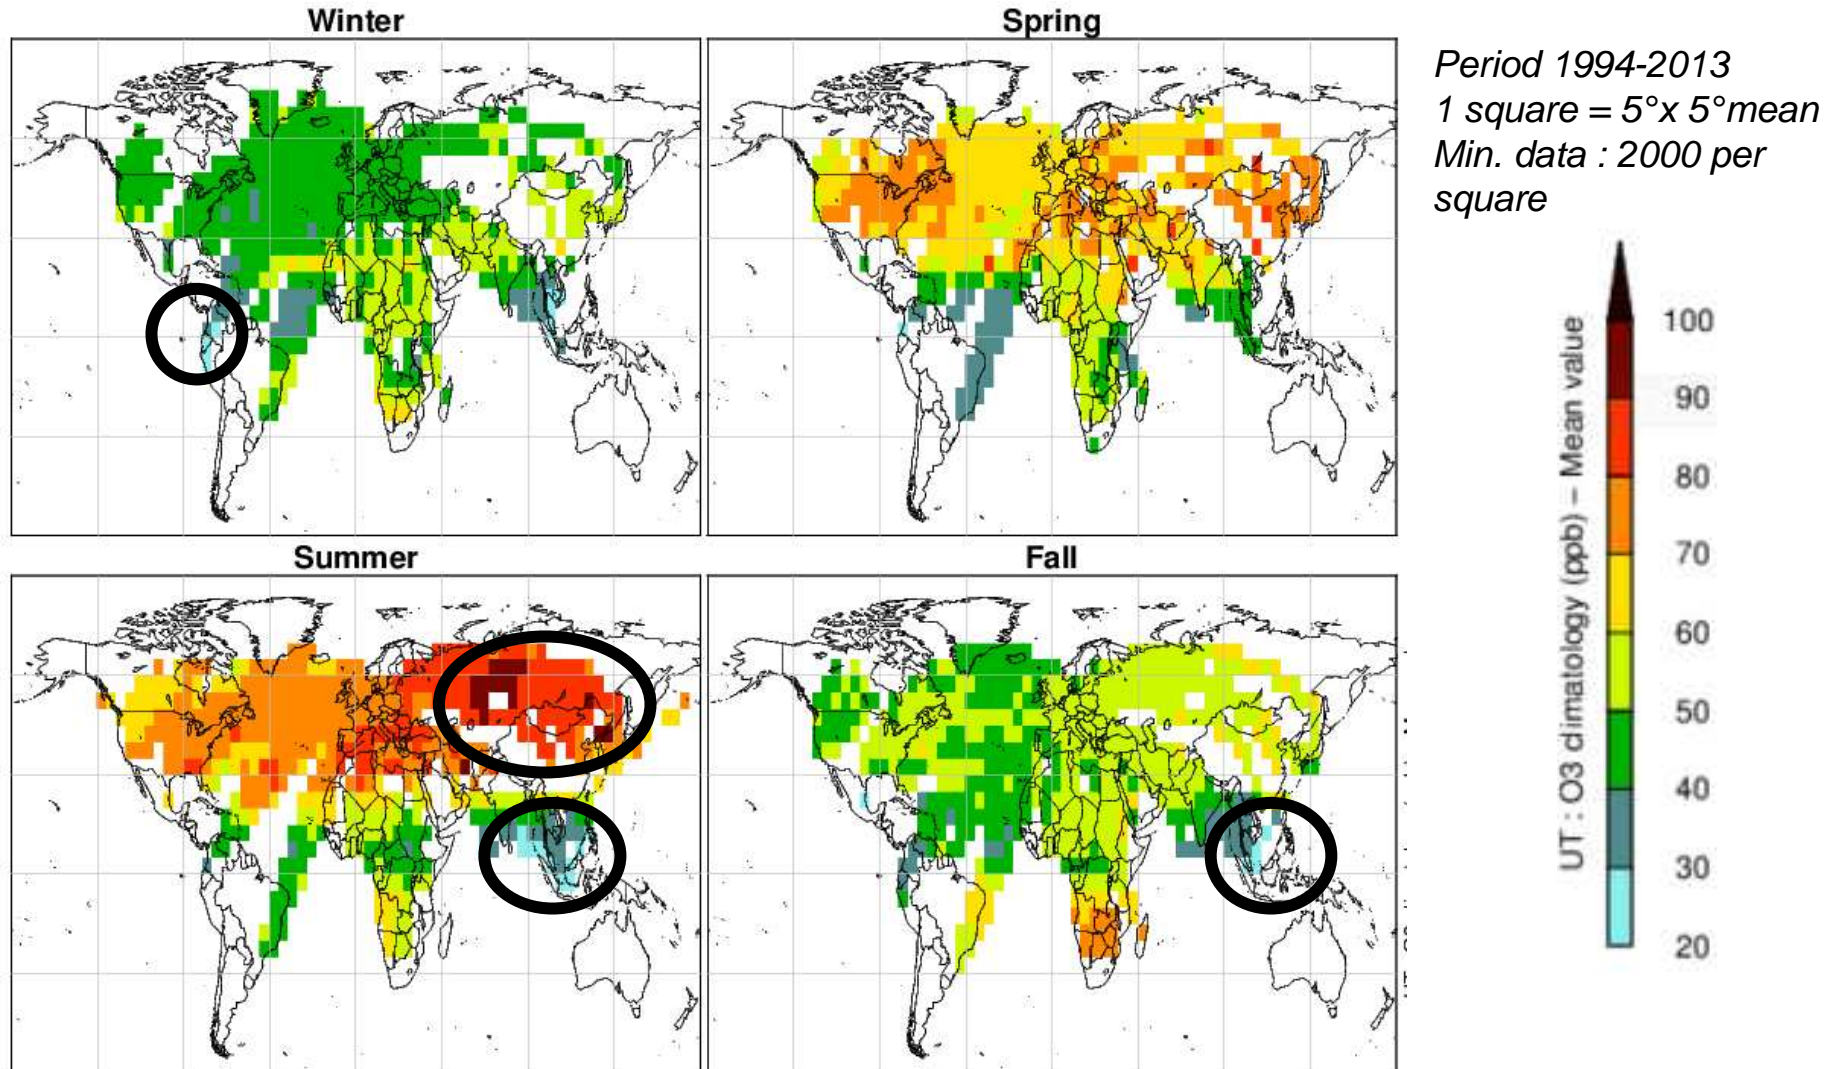 Winter
Spring
Period 1994-2013
1 square = 5°x 5°mean
Min. data : 2000 per
square
Summer
Fall
UT : O3 climatology (ppb) – Mean value
100
90
80
70
60
50
40
30
20